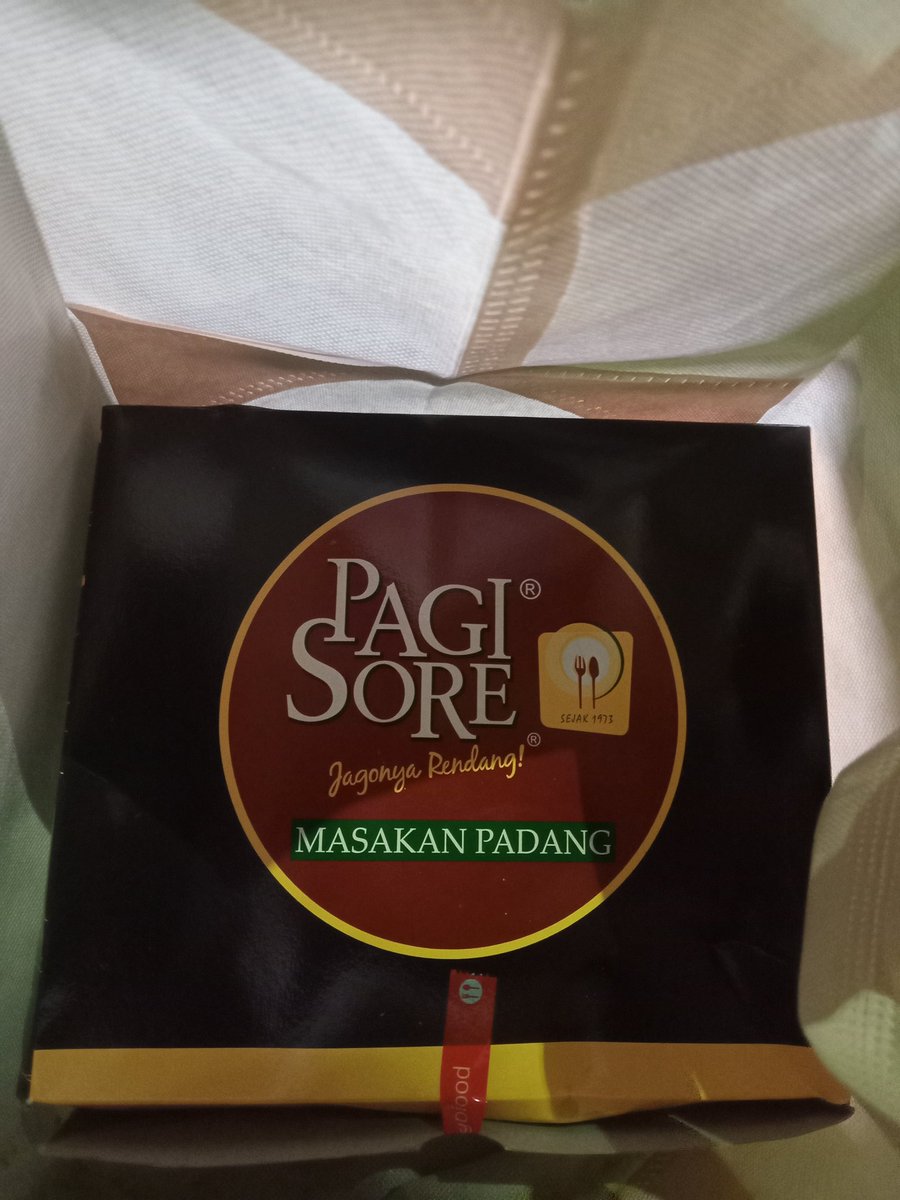 PAGI ®
SORE
SEJAK 1973
Jagonya Rendang! ®
MASAKAN PADANG